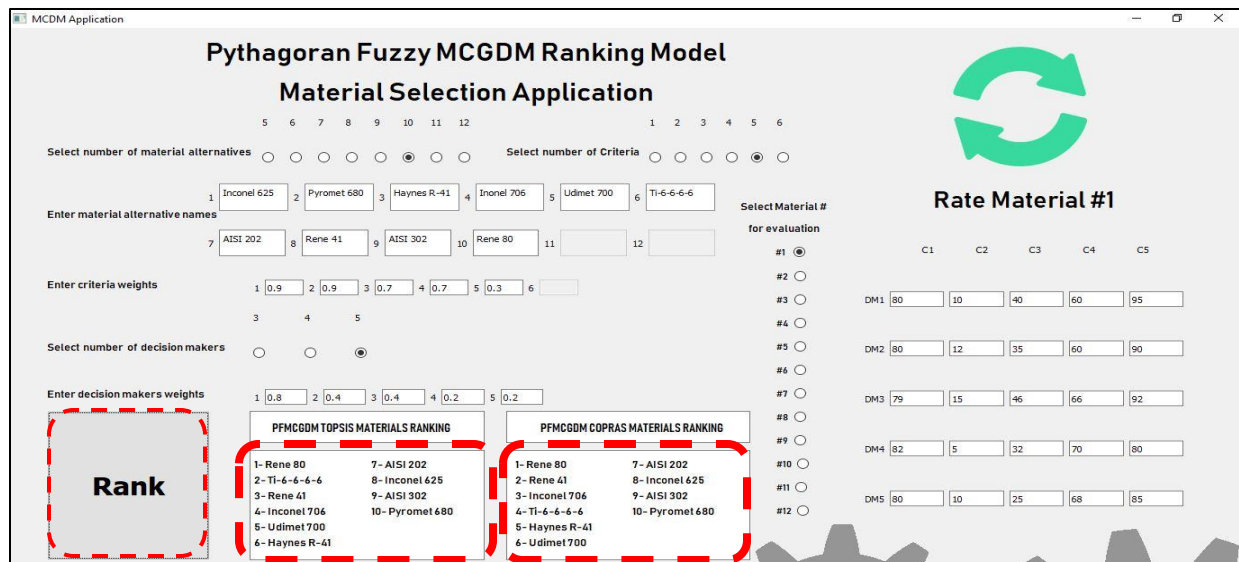 MCDM Application
Pythagoran Fuzzy MCGDM Ranking Model
Material Selection Application
5 6 7 8 9 10 11 12
1 2 3 4 5 6
Select number of material alternatives
Select number of Criteria
1 Inconel 625 2 Pyromet 680 3 Haynes R-41 4 Inonel 706 5 Udimet 700 6 Ti-6-6-6-6
Enter material alternative names
7 AISI 202 8 Rene 41 9 AISI 302 10 Rene 80 11 12
Enter criteria weights
1 0.9 2 0.9 3 0.7 4 0.7 5 0.3 6
3 4 5
Select number of decision makers
Enter decision makers weights
1 0.8 2 0.4 3 0.4 4 0.2 5 0.2
Rank
PFMCGDM TOPSIS MATERIALS RANKING
1- Rene 80
2- Ti-6-6-6-6
3- Rene 41
4- Inconel 706
5- Udimet 700
6- Haynes R-41
7- AISI 202
8- Inconel 625
9- AISI 302
10- Pyromet 680
PFMCGDM COPRAS MATERIALS RANKING
1- Rene 80
2- Rene 41
3- Inconel 706
4- Ti-6-6-6-6
5- Haynes R-41
6- Udimet 700
7- AISI 202
8- Inconel 625
9- AISI 302
10- Pyromet 680
Select Material #
for evaluation
#1
#2
#3
#4
#5
#6
#7
#8
#9
#10
#11
#12
Rate Material #1
C1 C2 C3 C4 C5
DM1 80 10 40 60 95
DM2 80 12 35 60 90
DM3 79 15 46 66 92
DM4 82 5 32 70 80
DM5 80 10 25 68 85